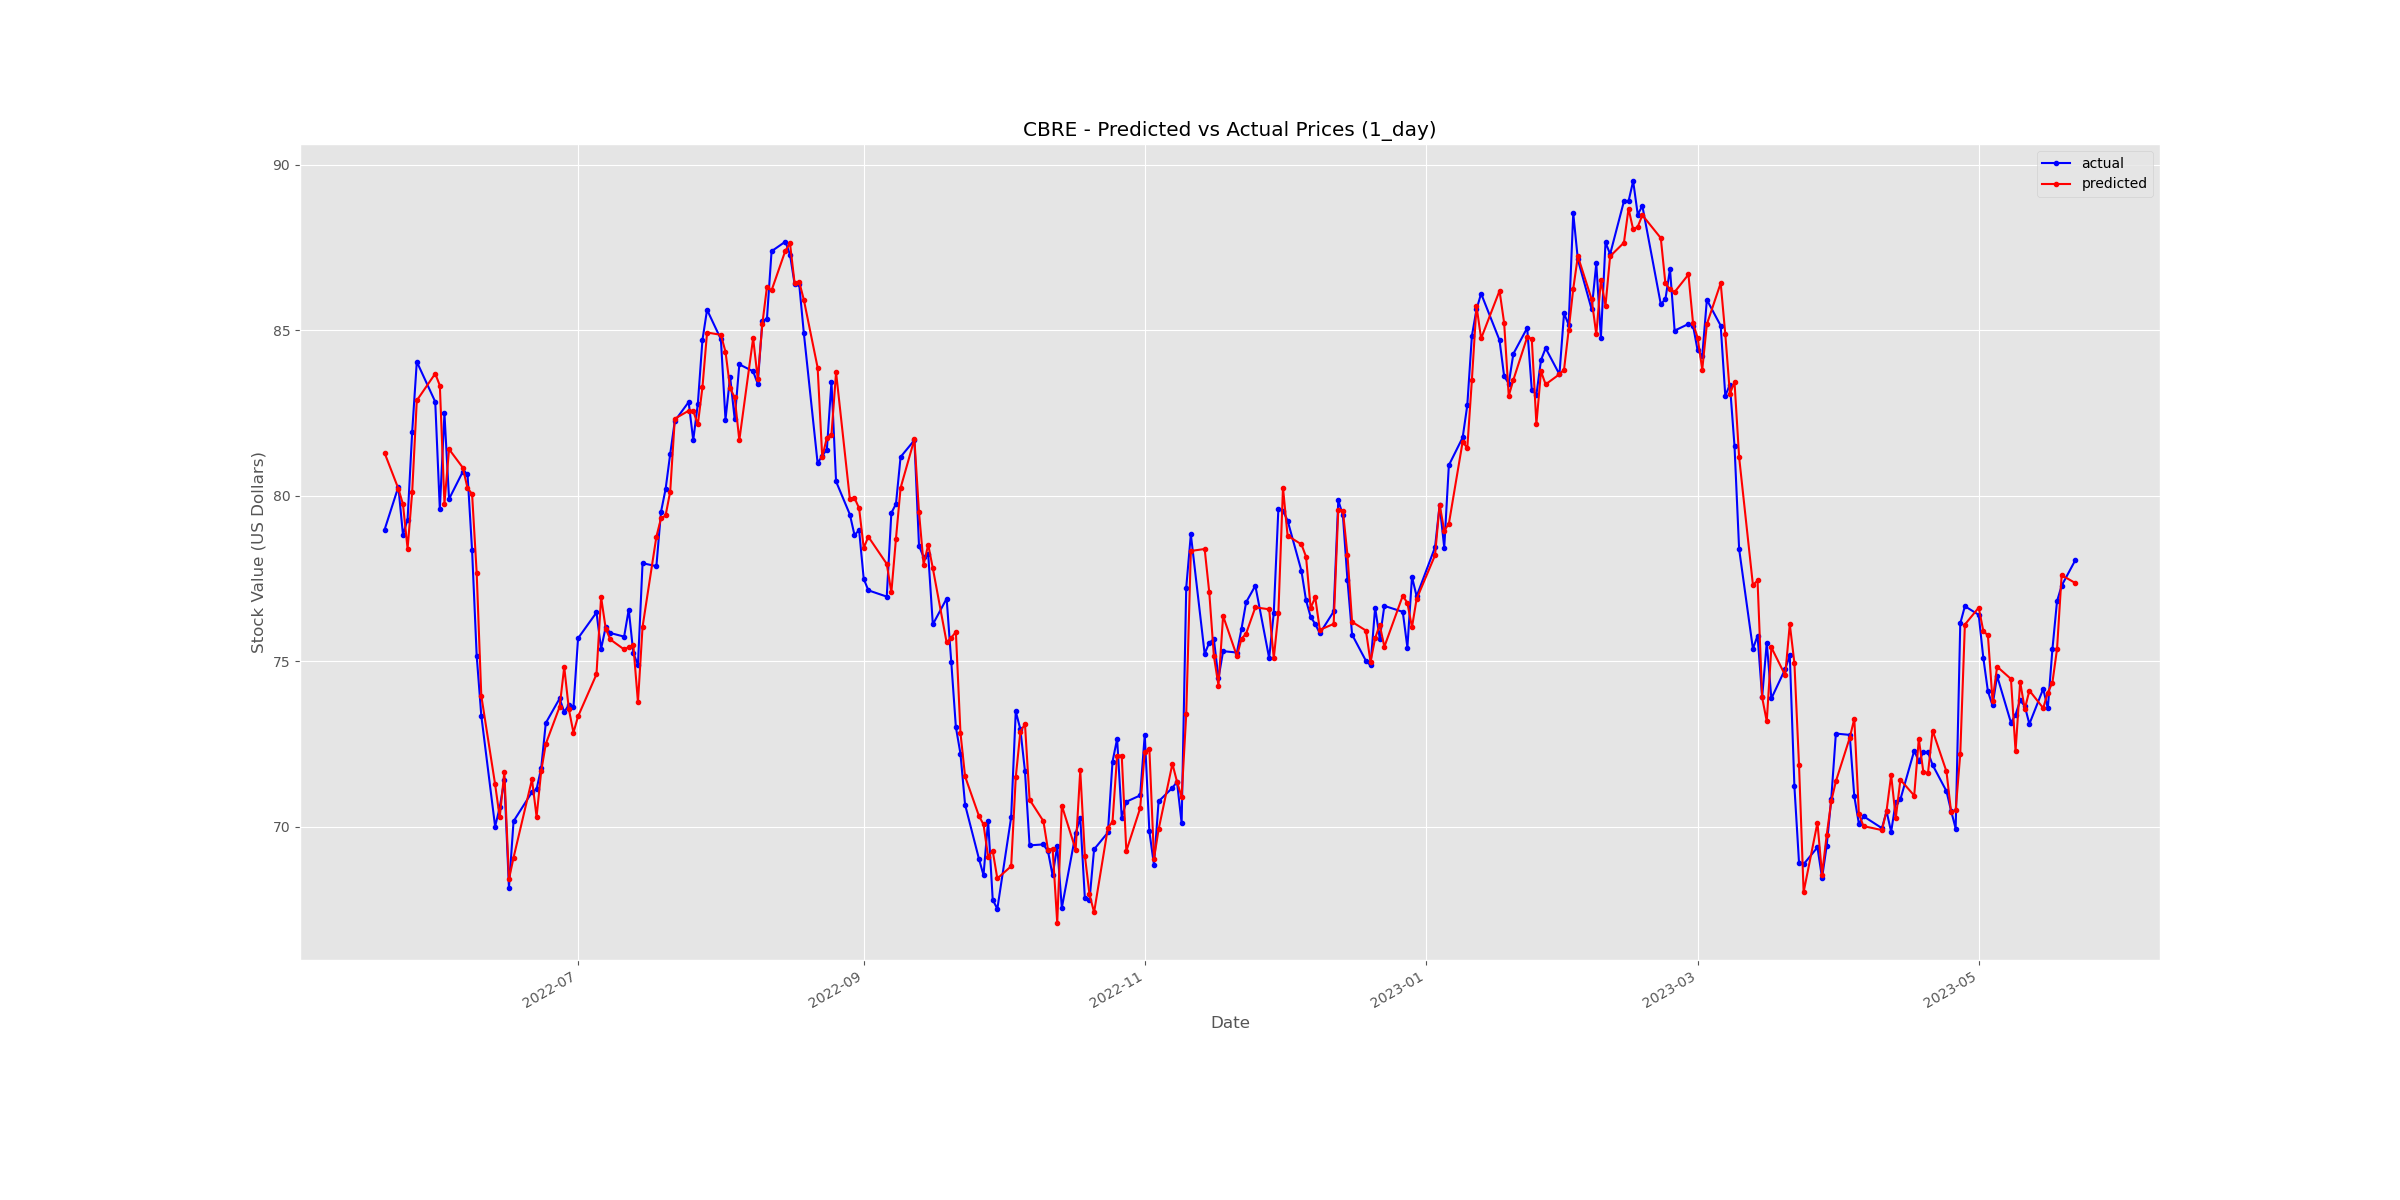 CBRE - Predicted vs Actual Prices (1_day)
actual
predicted
90
85
80
75
70
Stock Value (US Dollars)
2022-07
2022-09
2022-11
2023-01
2023-03
2023-05
Date